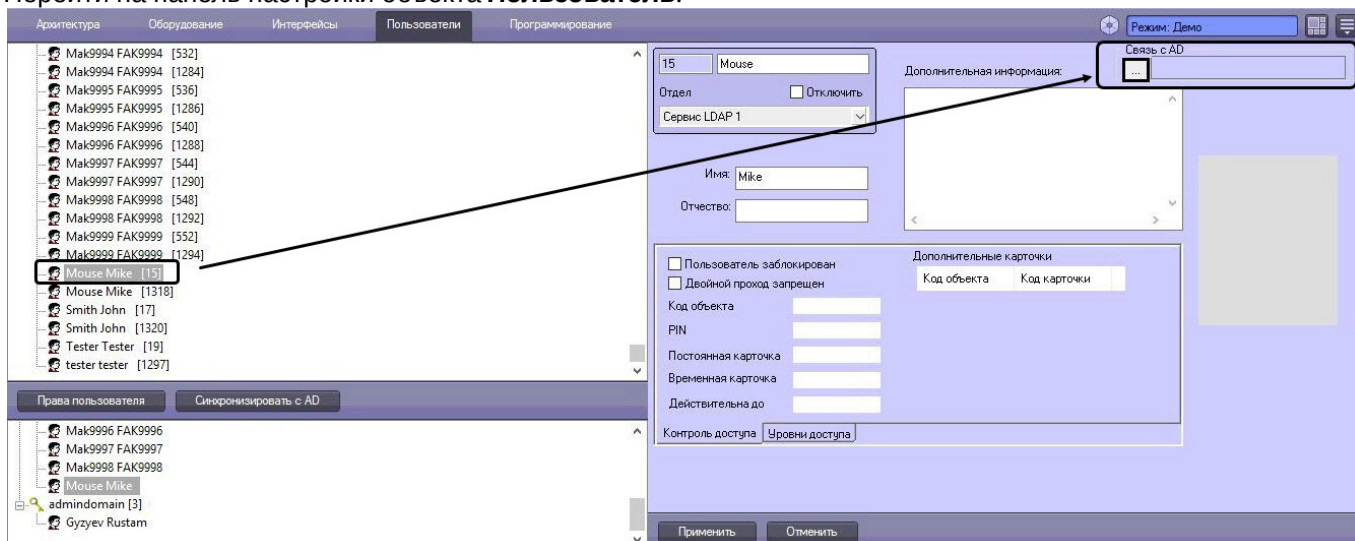 Перейти на панель настройки объекта Пользователь.
Архитектура Оборудование Интерфейсы Пользователи Программирование
Режим: Демо
Mak9994 FAK9994 [532]
Mak9994 FAK9994 [1284]
Mak9995 FAK9995 [536]
Mak9995 FAK9995 [1286]
Mak9996 FAK9996 [540]
Mak9996 FAK9996 [1288]
Mak9997 FAK9997 [544]
Mak9997 FAK9997 [1290]
Mak9998 FAK9998 [548]
Mak9998 FAK9998 [1292]
Mak9999 FAK9999 [552]
Mak9999 FAK9999 [1294]
Mouse Mike [15]
Mouse Mike [1318]
Smith John [17]
Smith John [1320]
Tester Tester [19]
tester tester [1297]
Права пользователя Синхронизировать с AD
Mak9996 FAK9996
Mak9997 FAK9997
Mak9998 FAK9998
Mouse Mike
admindomain [3]
Gyzyev Rustam
15 Mouse
Отдел Отключить
Сервис LDAP 1
Имя: Mike
Отчество:
Дополнительная информация:
Связь с AD
...
Пользователь заблокирован
Двойной проход запрещен
Код объекта
PIN
Постоянная карточка
Временная карточка
Действительна до
Дополнительные карточки
Код объекта Код карточки
Контроль доступа Уровни доступа
Применить Отменить